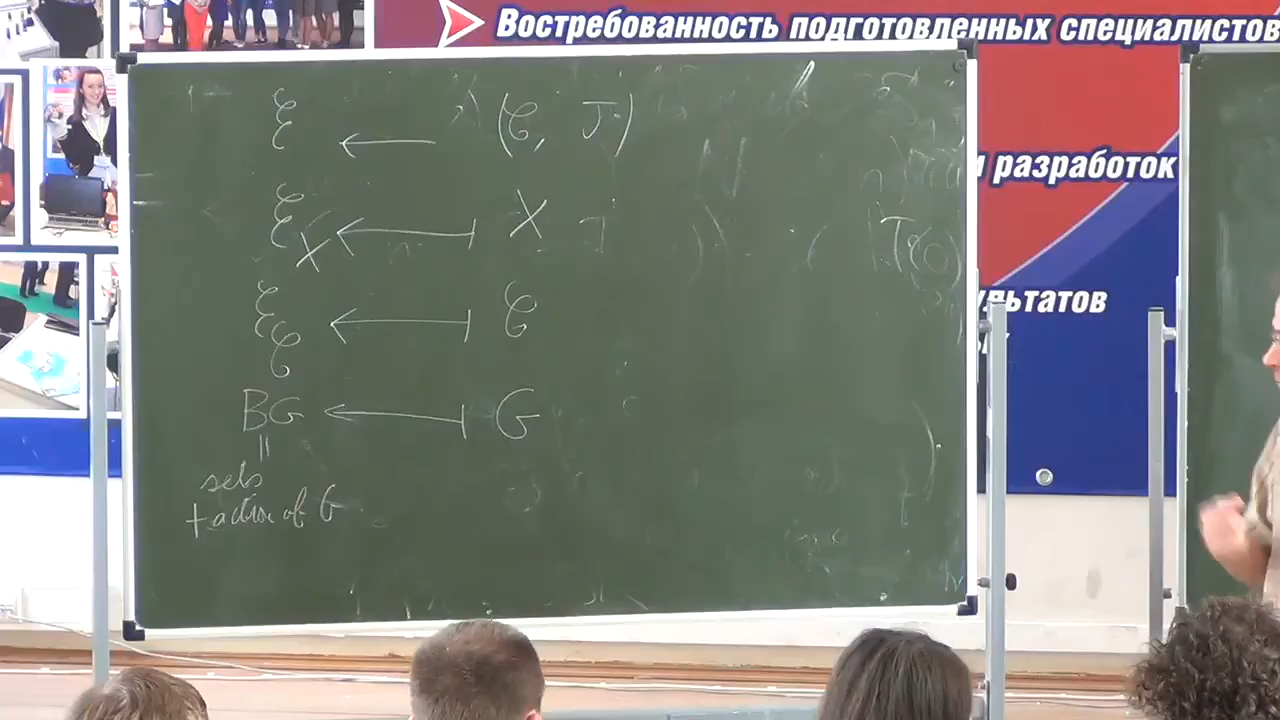 Востребованность подготовленных специалистов
разработок
ультатов
ℰ ← (𝒞, J)
ℰ_X ↤ X
ℰ_𝒞 ↤ 𝒞
BG ↤ G
||
sets
+ action of G